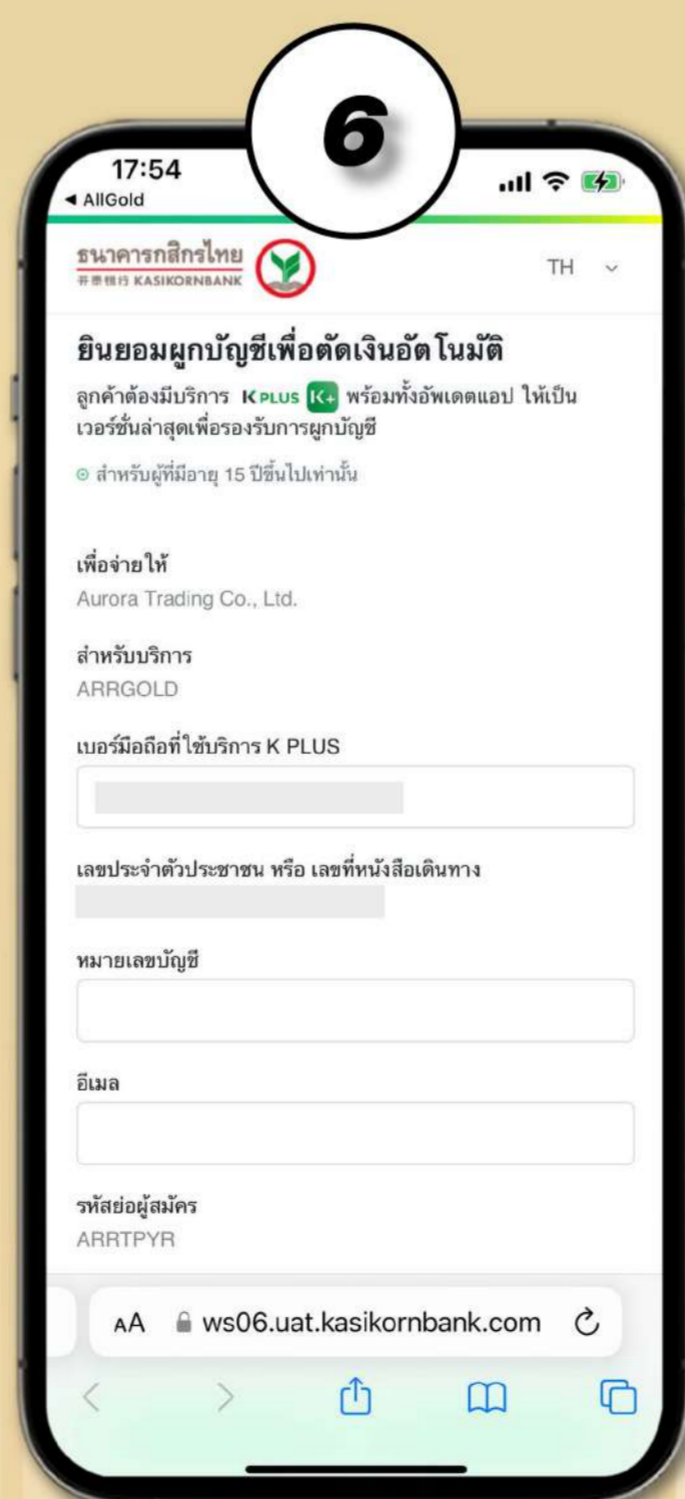 6
17:54
◀ AllGold
ธนาคารกสิกรไทย
开泰银行 KASIKORNBANK
TH
ยินยอมผูกบัญชีเพื่อตัดเงินอัตโนมัติ
ลูกค้าต้องมีบริการ K PLUS K+ พร้อมทั้งอัพเดตแอป ให้เป็น
เวอร์ชั่นล่าสุดเพื่อรองรับการผูกบัญชี
สำหรับผู้ที่มีอายุ 15 ปีขึ้นไปเท่านั้น
เพื่อจ่ายให้
Aurora Trading Co., Ltd.
สำหรับบริการ
ARRGOLD
เบอร์มือถือที่ใช้บริการ K PLUS
เลขประจำตัวประชาชน หรือ เลขที่หนังสือเดินทาง
หมายเลขบัญชี
อีเมล
รหัสย่อผู้สมัคร
ARRTPYR
AA ws06.uat.kasikornbank.com